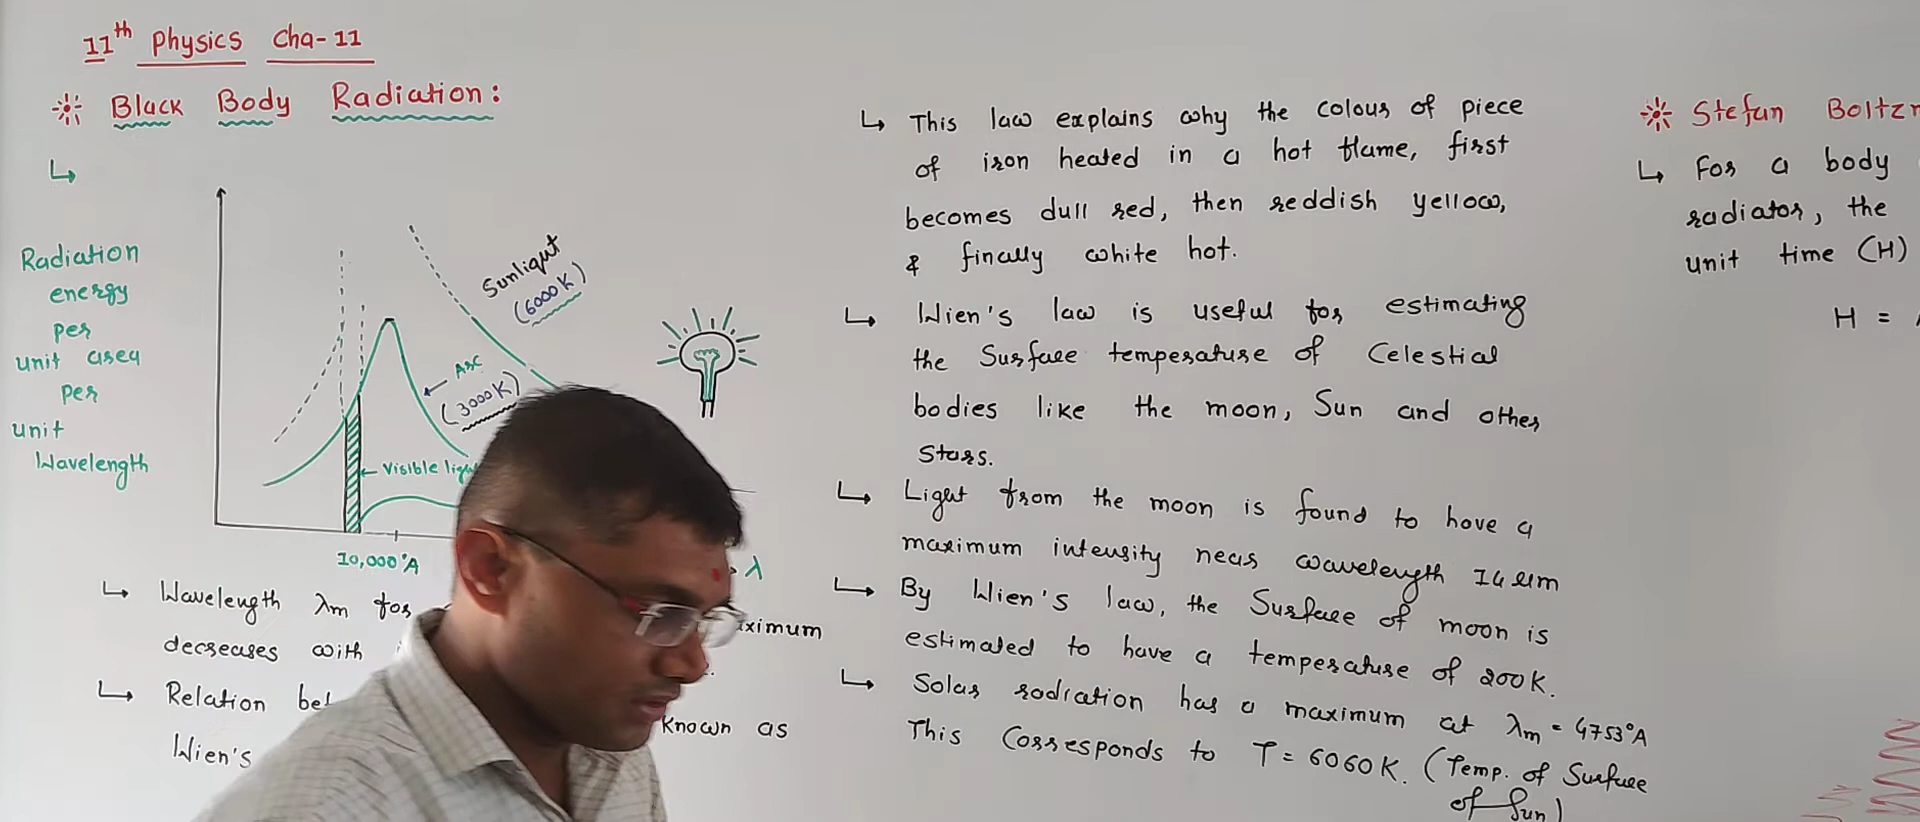 11th Physics Cha-11
Black Body Radiation:
Radiation
energy
per
unit area
per
unit
Wavelength
Sunlight
(6000K)
Arc
(3000K)
Visible
10,000°A
λ
Wavelength λm for
ximum
decreases with
Relation
known as
Wien's
This law explains why the colour of piece
of iron heated in a hot flame, first
becomes dull red, then reddish yellow,
& finally white hot.
Wien's law is useful for estimating
the Surface temperature of Celestial
bodies like the moon, Sun and other
Stars.
Light from the moon is found to have a
maximum intensity near wavelength 14 μm
By Wien's law, the Surface of moon is
estimated to have a temperature of 200K.
Solar radiation has a maximum at λm = 4753°A
This Corresponds to T = 6060K. (Temp. of Surface
of Sun)
Stefan Boltz
For a body
radiator, the
unit time (H)
H =